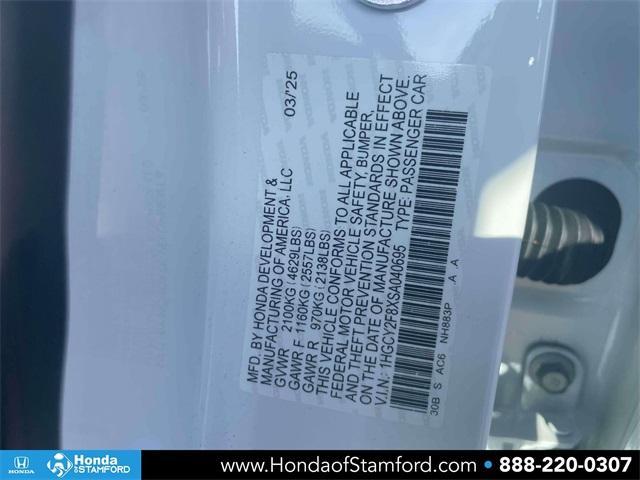 MFD. BY HONDA DEVELOPMENT & 03/'25
MANUFACTURING OF AMERICA, LLC
GVWR 2100KG(4629LBS)
GAWR F 1160KG(2557LBS)
GAWR R 970KG(2138LBS)
THIS VEHICLE CONFORMS TO ALL APPLICABLE
FEDERAL MOTOR VEHICLE SAFETY, BUMPER,
AND THEFT PREVENTION STANDARDS IN EFFECT
ON THE DATE OF MANUFACTURE SHOWN ABOVE.
V.I.N.: 1HGCY2F8XSA040695 TYPE: PASSENGER CAR
30B S AC6 NH883P A A
HONDA
Honda
OF STAMFORD
www.HondaofStamford.com • 888-220-0307